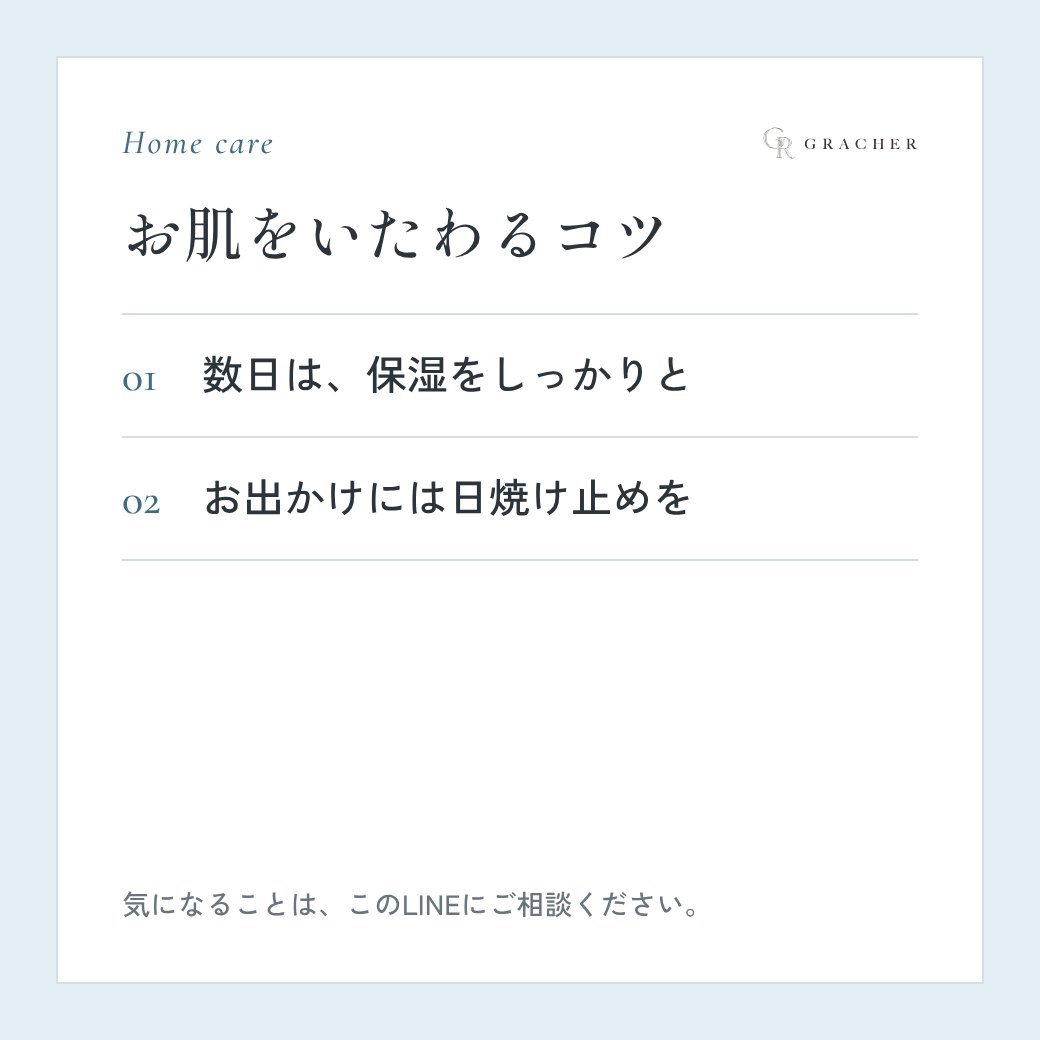 Home care
GR GRACHER
お肌をいたわるコツ
01 数日は、保湿をしっかりと
02 お出かけには日焼け止めを
気になることは、このLINEにご相談ください。